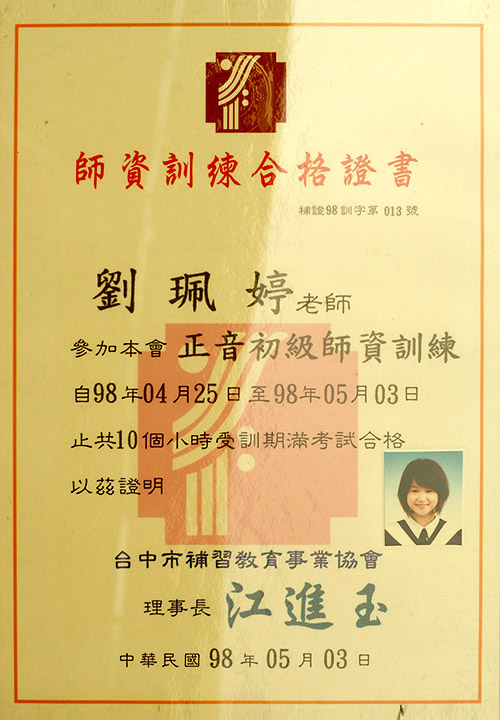 師資訓練合格證書
補證98訓字第 013 號
劉珮婷老師
參加本會 正音初級師資訓練
自98年04月25日至98年05月03日
止共10個小時受訓期滿考試合格
以茲證明
台中市補習教育事業協會
理事長 江進玉
中華民國 98 年 05 月 03 日